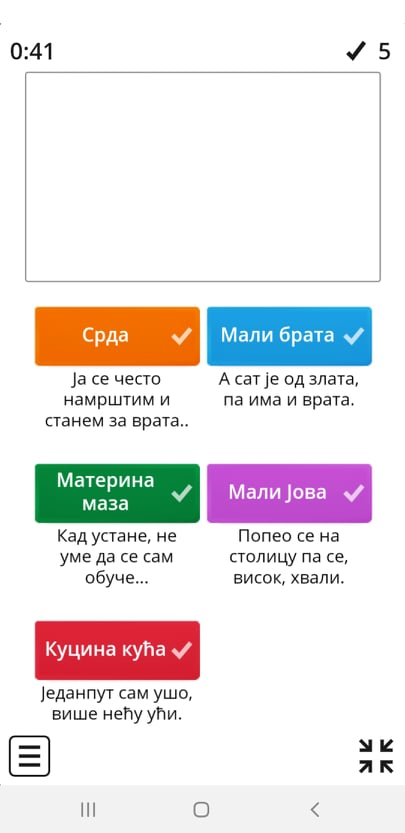 0:41
5
Срда
Мали брата
Ја се често
намрштим и
станем за врата..
А сат је од злата,
па има и врата.
Материна
маза
Мали Јова
Кад устане, не
уме да се сам
обуче...
Попео се на
столицу па се,
висок, хвали.
Куцина кућа
Једанпут сам ушо,
више нећу ући.